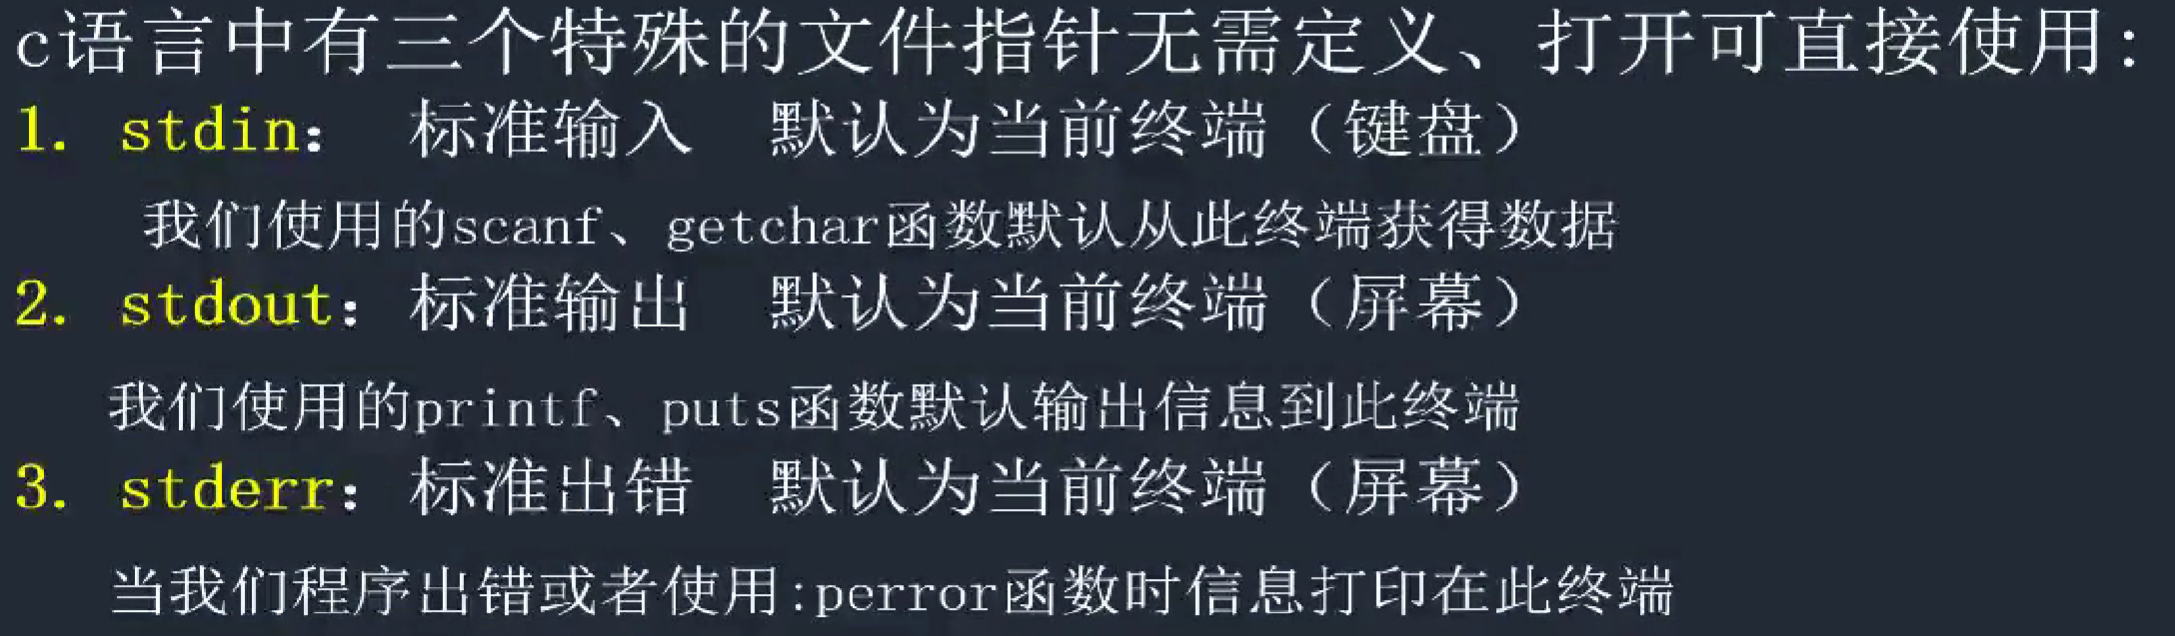 c语言中有三个特殊的文件指针无需定义、打开可直接使用:
1. stdin: 标准输入 默认为当前终端（键盘）
我们使用的scanf、getchar函数默认从此终端获得数据
2. stdout: 标准输出 默认为当前终端（屏幕）
我们使用的printf、puts函数默认输出信息到此终端
3. stderr: 标准出错 默认为当前终端（屏幕）
当我们程序出错或者使用:perror函数时信息打印在此终端